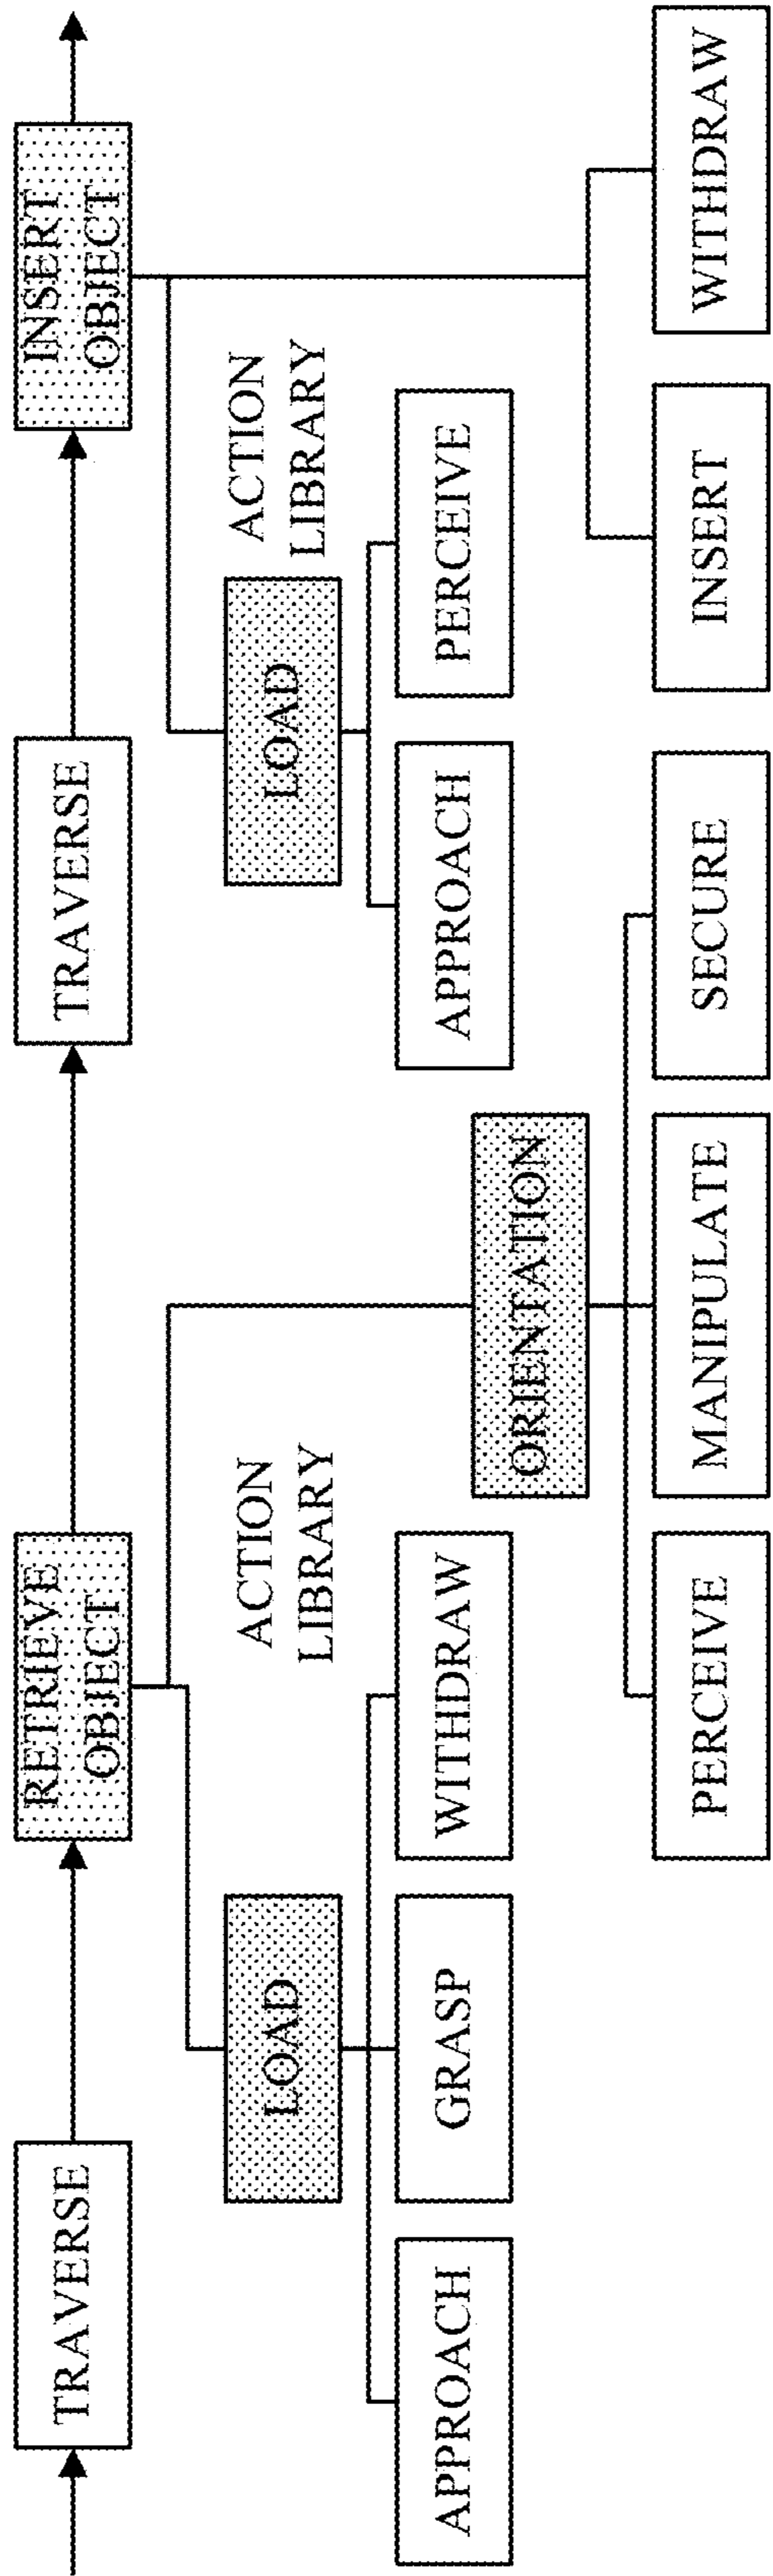 TRAVERSE
RETRIEVE
OBJECT
TRAVERSE
INSERT
OBJECT
LOAD
ACTION
LIBRARY
LOAD
ACTION
LIBRARY
APPROACH
GRASP
WITHDRAW
APPROACH
PERCEIVE
ORIENTATION
PERCEIVE
MANIPULATE
SECURE
INSERT
WITHDRAW